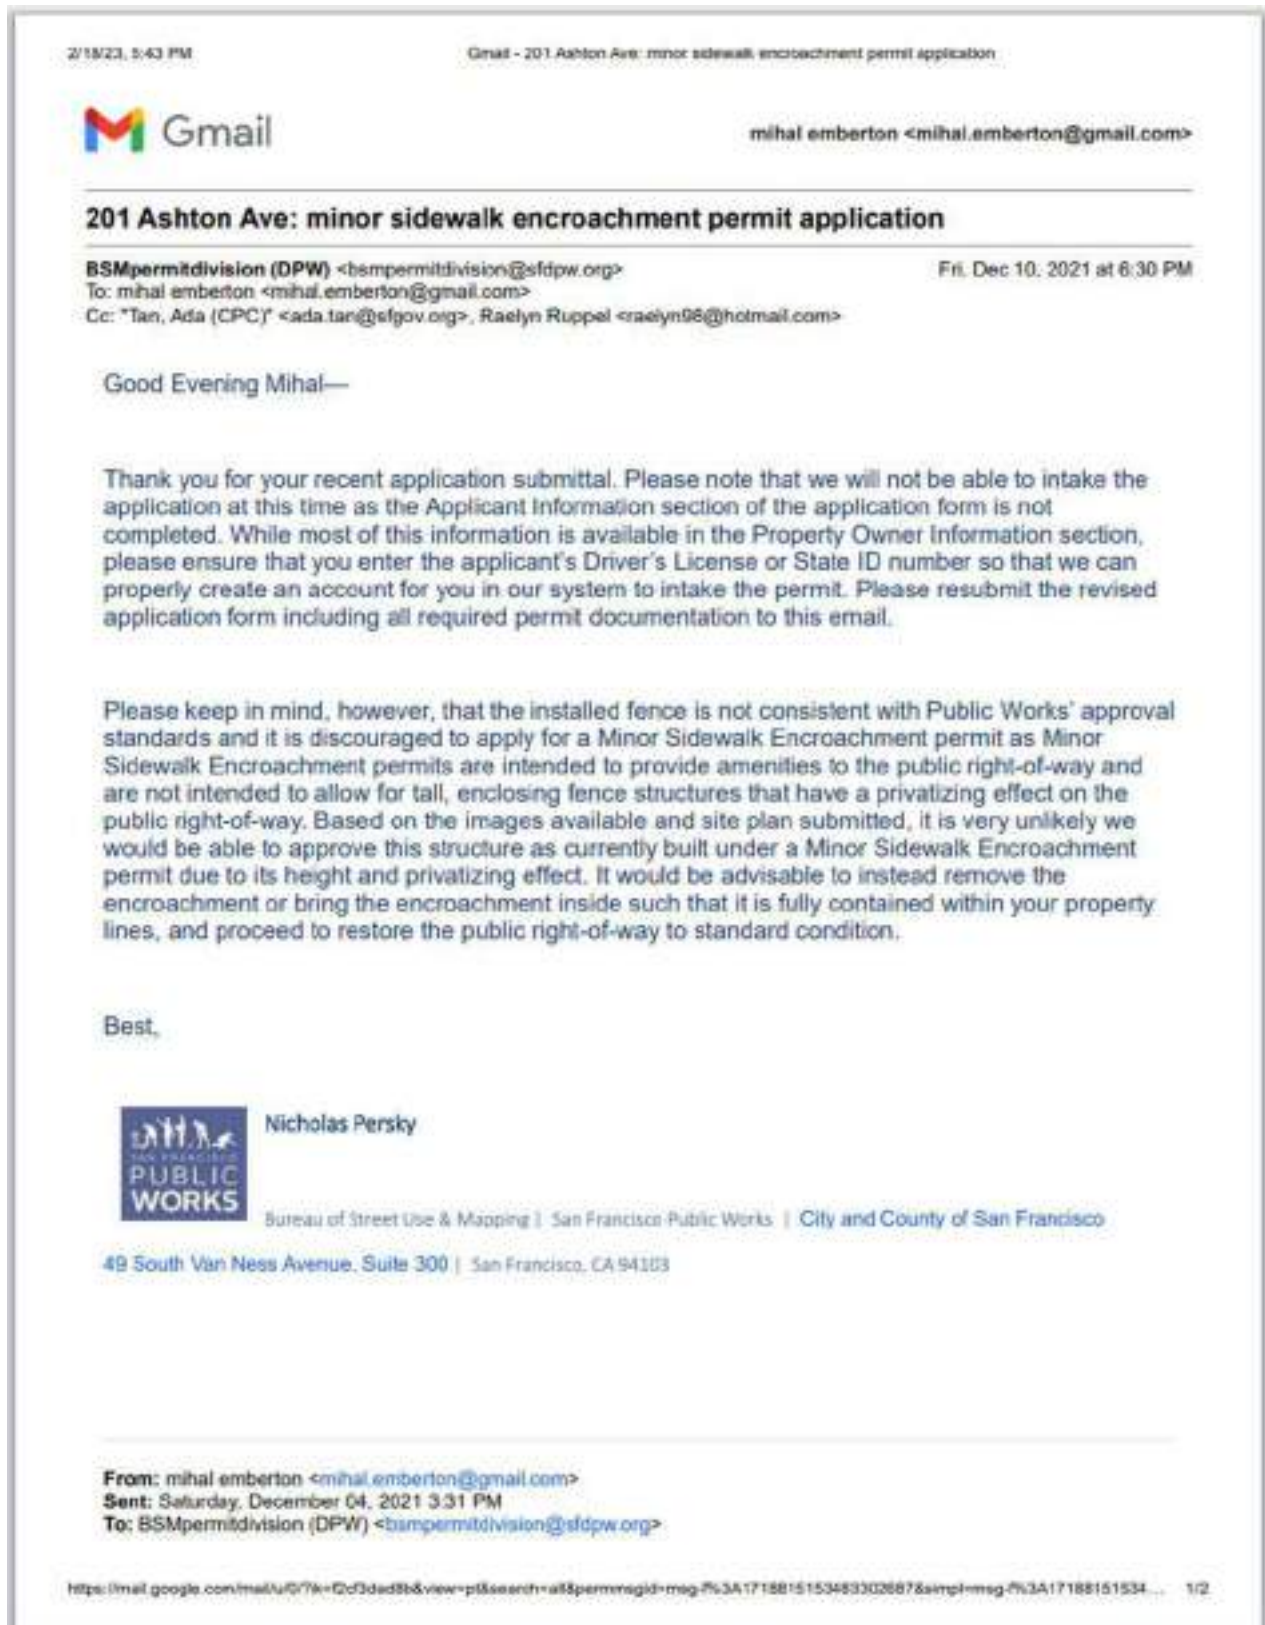 2/18/23, 5:43 PM
Gmail - 201 Ashton Ave: minor sidewalk encroachment permit application
Gmail
mihal emberton <mihal.emberton@gmail.com>
201 Ashton Ave: minor sidewalk encroachment permit application
BSMpermitdivision (DPW) <bsmpermitdivision@sfdpw.org>
Fri, Dec 10, 2021 at 6:30 PM
To: mihal emberton <mihal.emberton@gmail.com>
Cc: "Tan, Ada (CPC)" <ada.tan@sfgov.org>, Raelyn Ruppel <raelyn98@hotmail.com>
Good Evening Mihal—
Thank you for your recent application submittal. Please note that we will not be able to intake the
application at this time as the Applicant Information section of the application form is not
completed. While most of this information is available in the Property Owner Information section,
please ensure that you enter the applicant's Driver's License or State ID number so that we can
properly create an account for you in our system to intake the permit. Please resubmit the revised
application form including all required permit documentation to this email.
Please keep in mind, however, that the installed fence is not consistent with Public Works' approval
standards and it is discouraged to apply for a Minor Sidewalk Encroachment permit as Minor
Sidewalk Encroachment permits are intended to provide amenities to the public right-of-way and
are not intended to allow for tall, enclosing fence structures that have a privatizing effect on the
public right-of-way. Based on the images available and site plan submitted, it is very unlikely we
would be able to approve this structure as currently built under a Minor Sidewalk Encroachment
permit due to its height and privatizing effect. It would be advisable to instead remove the
encroachment or bring the encroachment inside such that it is fully contained within your property
lines, and proceed to restore the public right-of-way to standard condition.
Best,
Nicholas Persky
SAN FRANCISCO
PUBLIC
WORKS
Bureau of Street Use & Mapping | San Francisco Public Works | City and County of San Francisco
49 South Van Ness Avenue, Suite 300 | San Francisco, CA 94103
From: mihal emberton <mihal.emberton@gmail.com>
Sent: Saturday, December 04, 2021 3:31 PM
To: BSMpermitdivision (DPW) <bsmpermitdivision@sfdpw.org>
1/2